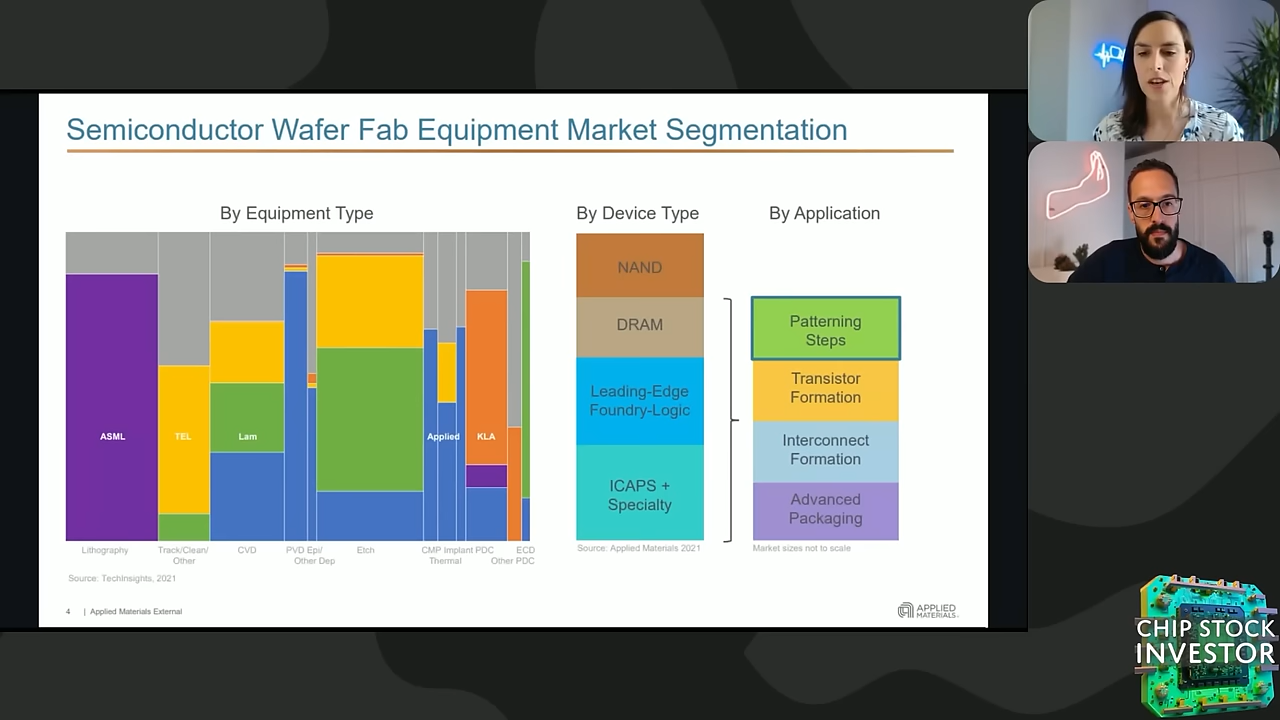 Semiconductor Wafer Fab Equipment Market Segmentation
By Equipment Type
By Device Type
By Application
ASML
TEL
Lam
Applied
KLA
Lithography
Track/Clean/
Other
CVD
PVD Epi/
Other Dep
Etch
CMP Implant PDC
Thermal
ECD
Other PDC
Source: TechInsights, 2021
NAND
DRAM
Leading-Edge
Foundry-Logic
ICAPS +
Specialty
Source: Applied Materials 2021
Patterning
Steps
Transistor
Formation
Interconnect
Formation
Advanced
Packaging
Market sizes not to scale
4 | Applied Materials External
APPLIED
MATERIALS
CHIP STOCK
INVESTOR